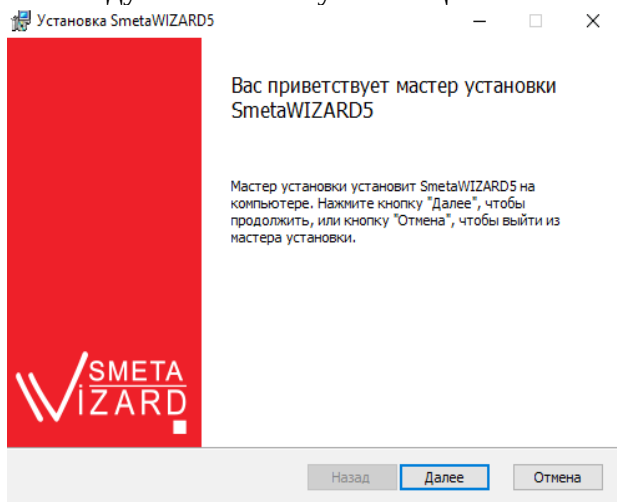 Установка SmetaWIZARD5
Вас приветствует мастер установки
SmetaWIZARD5
Мастер установки установит SmetaWIZARD5 на
компьютере. Нажмите кнопку "Далее", чтобы
продолжить, или кнопку "Отмена", чтобы выйти из
мастера установки.
SMETA
WiZARD
Назад Далее Отмена